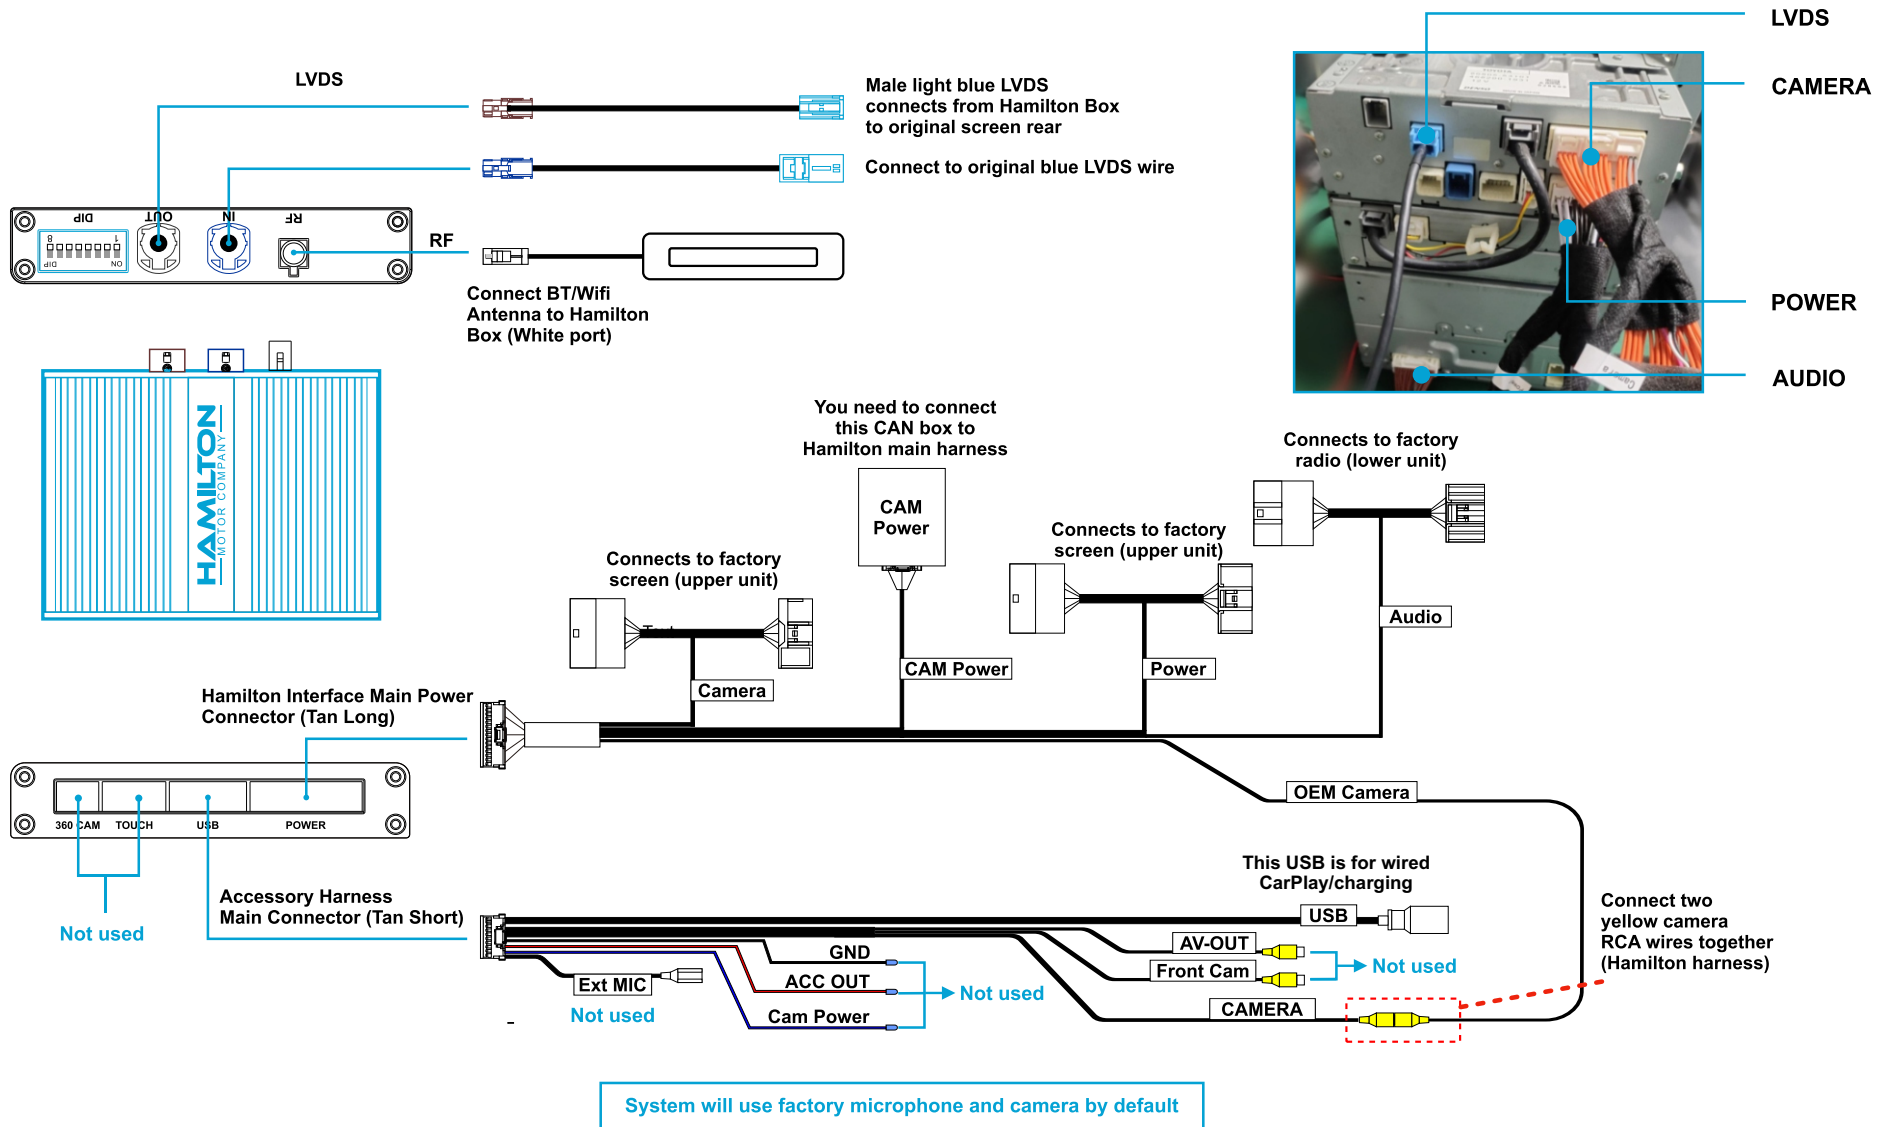 LVDS
Male light blue LVDS
connects from Hamilton Box
to original screen rear
Connect to original blue LVDS wire
DIP
OUT
IN
RF
8
1
DIP
ON
RF
Connect BT/Wifi
Antenna to Hamilton
Box (White port)
LVDS
CAMERA
POWER
AUDIO
Camera
HAMILTON
MOTOR COMPANY
You need to connect
this CAN box to
Hamilton main harness
CAM
Power
Connects to factory
screen (upper unit)
Connects to factory
screen (upper unit)
Connects to factory
radio (lower unit)
Camera
CAM Power
Power
Audio
Hamilton Interface Main Power
Connector (Tan Long)
360 CAM
TOUCH
USB
POWER
Not used
Accessory Harness
Main Connector (Tan Short)
OEM Camera
This USB is for wired
CarPlay/charging
USB
AV-OUT
Front Cam
Not used
CAMERA
GND
ACC OUT
Cam Power
Not used
Ext MIC
Not used
Connect two
yellow camera
RCA wires together
(Hamilton harness)
System will use factory microphone and camera by default